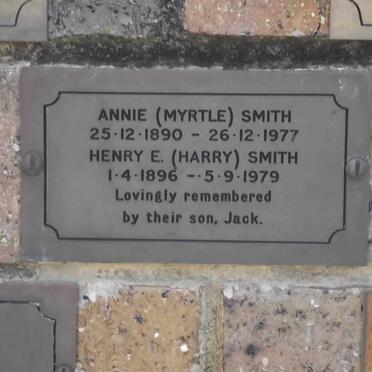 ANNIE (MYRTLE) SMITH
25·12·1890 – 26·12·1977
HENRY E. (HARRY) SMITH
1·4·1896 –·5·9·1979
Lovingly remembered
by their son, Jack.